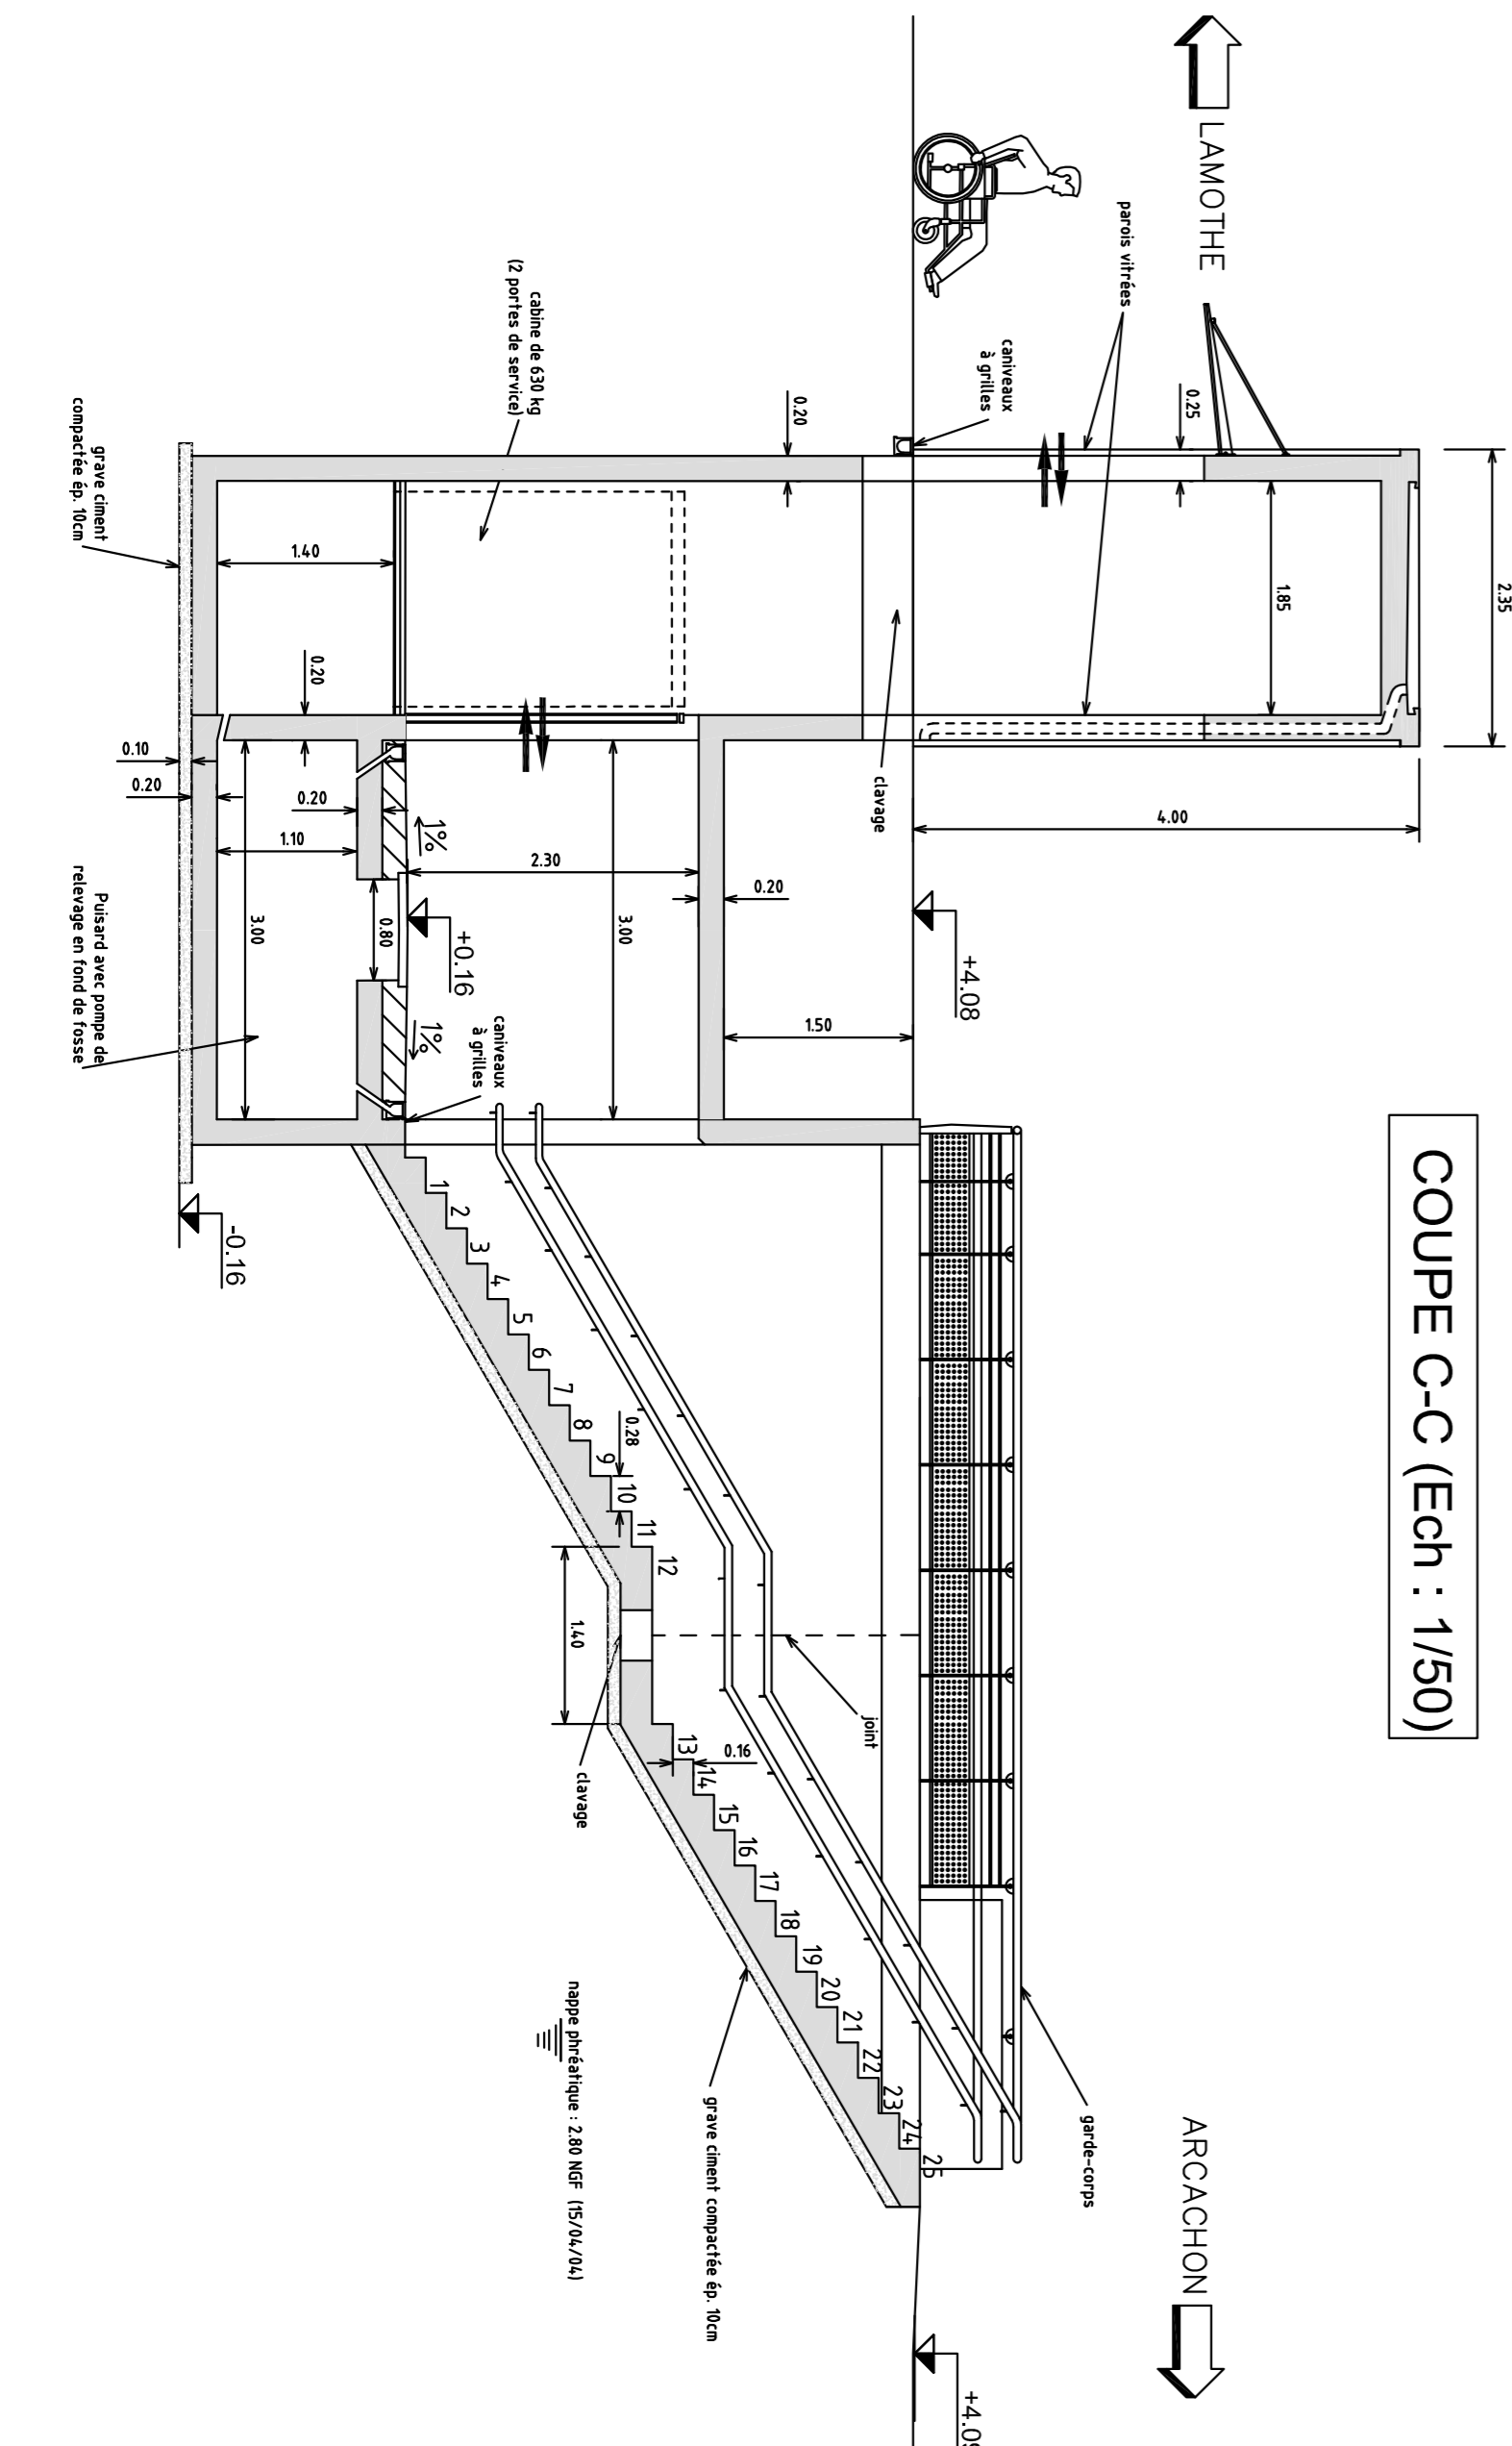 COUPE C-C (Ech : 1/50)
LAMOTHE
ARCACHON
parois vitrées
caniveaux
à grilles
cabine de 630 kg
(2 portes de service)
grave ciment
compactée ép. 10cm
2.35
0.25
1.85
0.20
1.40
0.20
0.10
0.20
0.20
1.10
1%
2.30
3.00
0.20
4.00
clavage
+4.08
1.50
+0.16
0.80
3.00
1%
caniveaux
à grilles
Puisard avec pompe de
relevage en fond de fosse
-0.16
1
2
3
4
5
6
7
8
9
10
11
12
0.28
1.40
clavage
joint
0.16
13
14
15
16
17
18
19
20
21
22
23
24
25
garde-corps
grave ciment compactée ép. 10cm
nappe phréatique : 2.80 NGF (15/04/04)